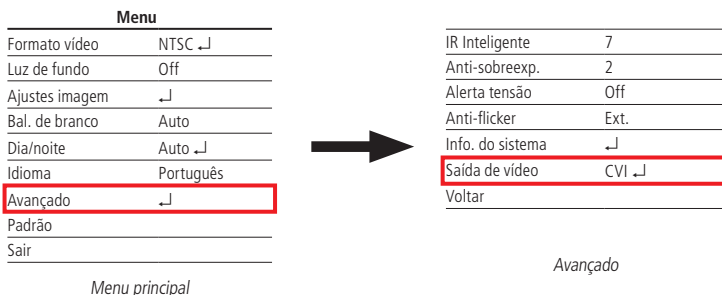 Menu
Formato vídeo NTSC ↵
Luz de fundo Off
Ajustes imagem ↵
Bal. de branco Auto
Dia/noite Auto ↵
Idioma Português
Avançado ↵
Padrão
Sair
Menu principal
IR Inteligente 7
Anti-sobreexp. 2
Alerta tensão Off
Anti-flicker Ext.
Info. do sistema ↵
Saída de vídeo CVI ↵
Voltar
Avançado